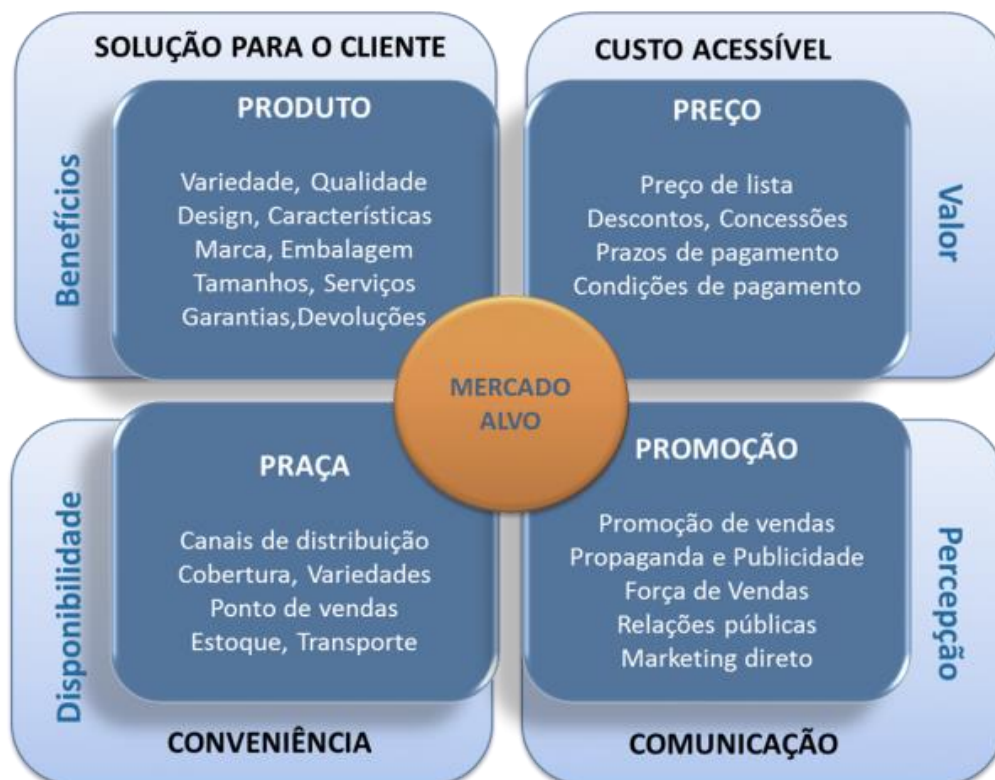 SOLUÇÃO PARA O CLIENTE
PRODUTO
Benefícios
Variedade, Qualidade
Design, Características
Marca, Embalagem
Tamanhos, Serviços
Garantias,Devoluções
CUSTO ACESSÍVEL
PREÇO
Preço de lista
Descontos, Concessões
Prazos de pagamento
Condições de pagamento
Valor
MERCADO
ALVO
PRAÇA
Disponibilidade
Canais de distribuição
Cobertura, Variedades
Ponto de vendas
Estoque, Transporte
CONVENIÊNCIA
PROMOÇÃO
Promoção de vendas
Propaganda e Publicidade
Força de Vendas
Relações públicas
Marketing direto
Percepção
COMUNICAÇÃO